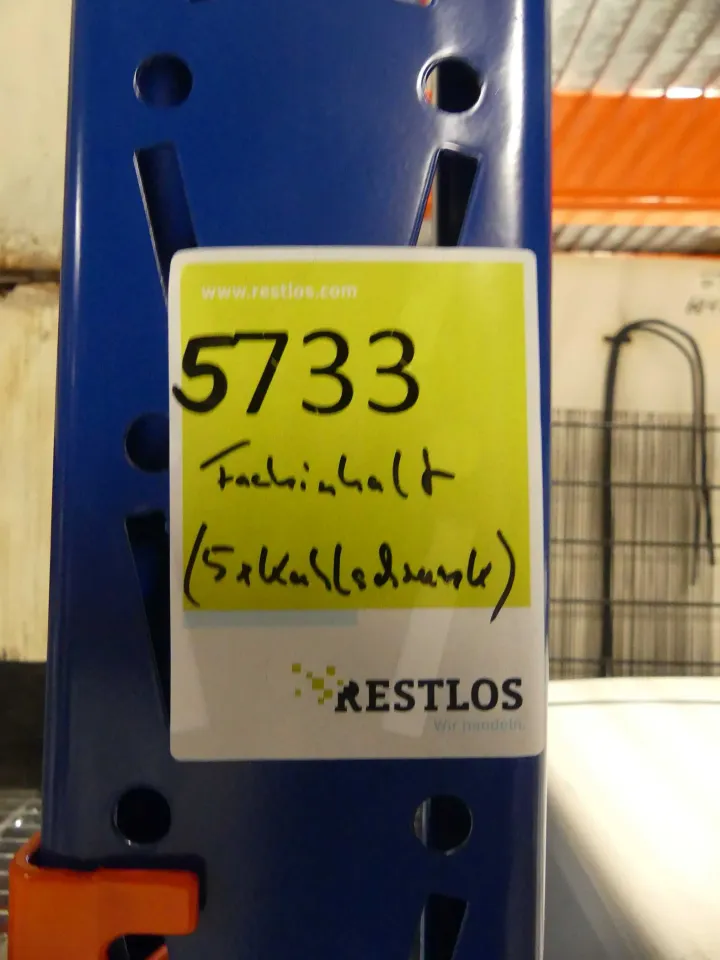 www.restlos.com
5733
Fachinhalt
(5xKühlschrank)
RESTLOS
Wir handeln.